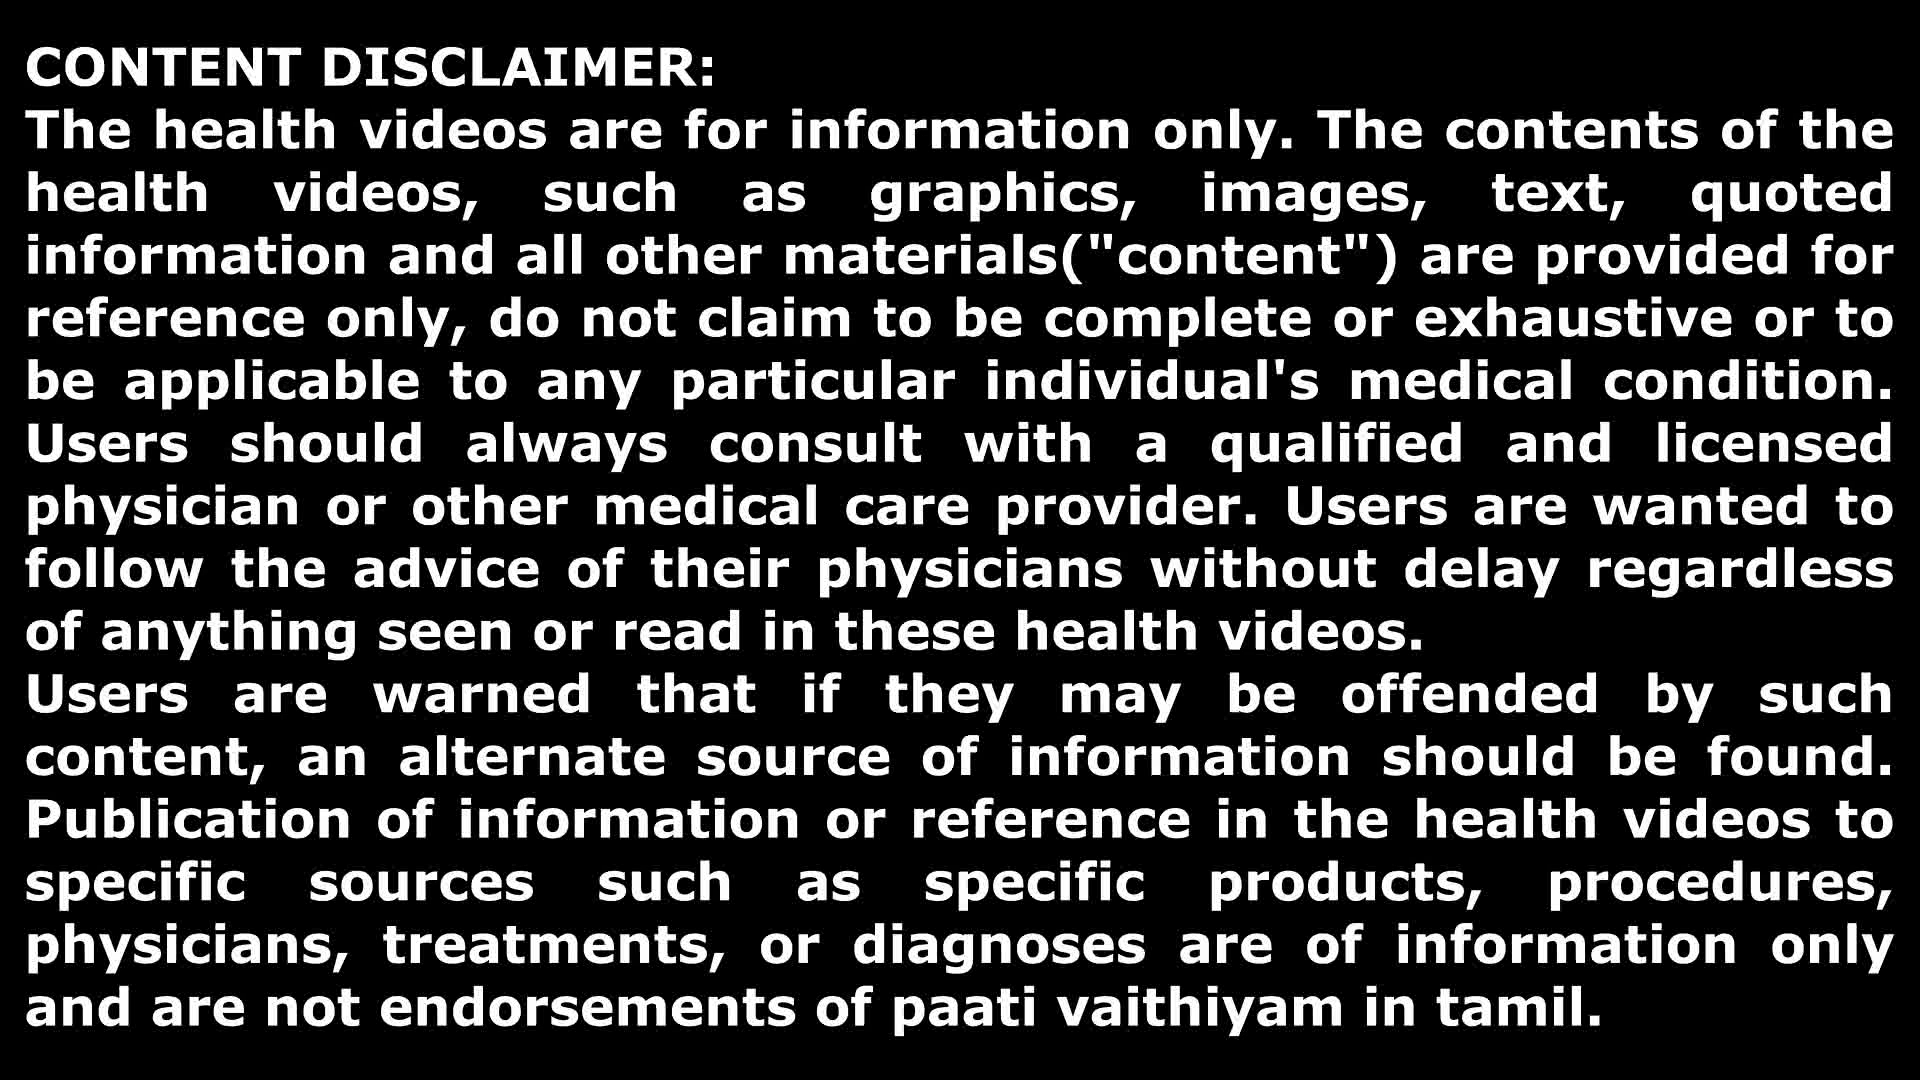 CONTENT DISCLAIMER:
The health videos are for information only. The contents of the
health videos, such as graphics, images, text, quoted
information and all other materials("content") are provided for
reference only, do not claim to be complete or exhaustive or to
be applicable to any particular individual's medical condition.
Users should always consult with a qualified and licensed
physician or other medical care provider. Users are wanted to
follow the advice of their physicians without delay regardless
of anything seen or read in these health videos.
Users are warned that if they may be offended by such
content, an alternate source of information should be found.
Publication of information or reference in the health videos to
specific sources such as specific products, procedures,
physicians, treatments, or diagnoses are of information only
and are not endorsements of paati vaithiyam in tamil.